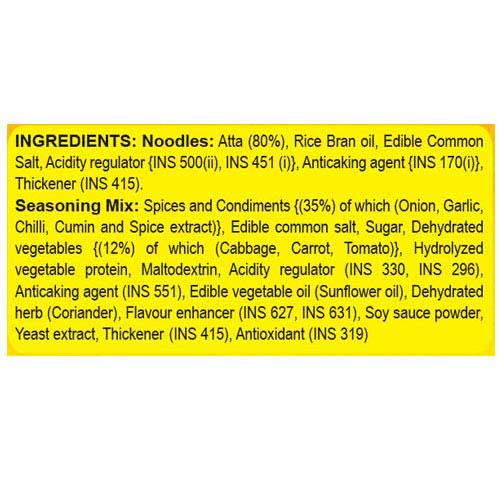 INGREDIENTS: Noodles: Atta (80%), Rice Bran oil, Edible Common
Salt, Acidity regulator {INS 500(ii), INS 451 (i)}, Anticaking agent {INS 170(i)},
Thickener (INS 415).
Seasoning Mix: Spices and Condiments {(35%) of which (Onion, Garlic,
Chilli, Cumin and Spice extract)}, Edible common salt, Sugar, Dehydrated
vegetables {(12%) of which (Cabbage, Carrot, Tomato)}, Hydrolyzed
vegetable protein, Maltodextrin, Acidity regulator (INS 330, INS 296),
Anticaking agent (INS 551), Edible vegetable oil (Sunflower oil), Dehydrated
herb (Coriander), Flavour enhancer (INS 627, INS 631), Soy sauce powder,
Yeast extract, Thickener (INS 415), Antioxidant (INS 319)